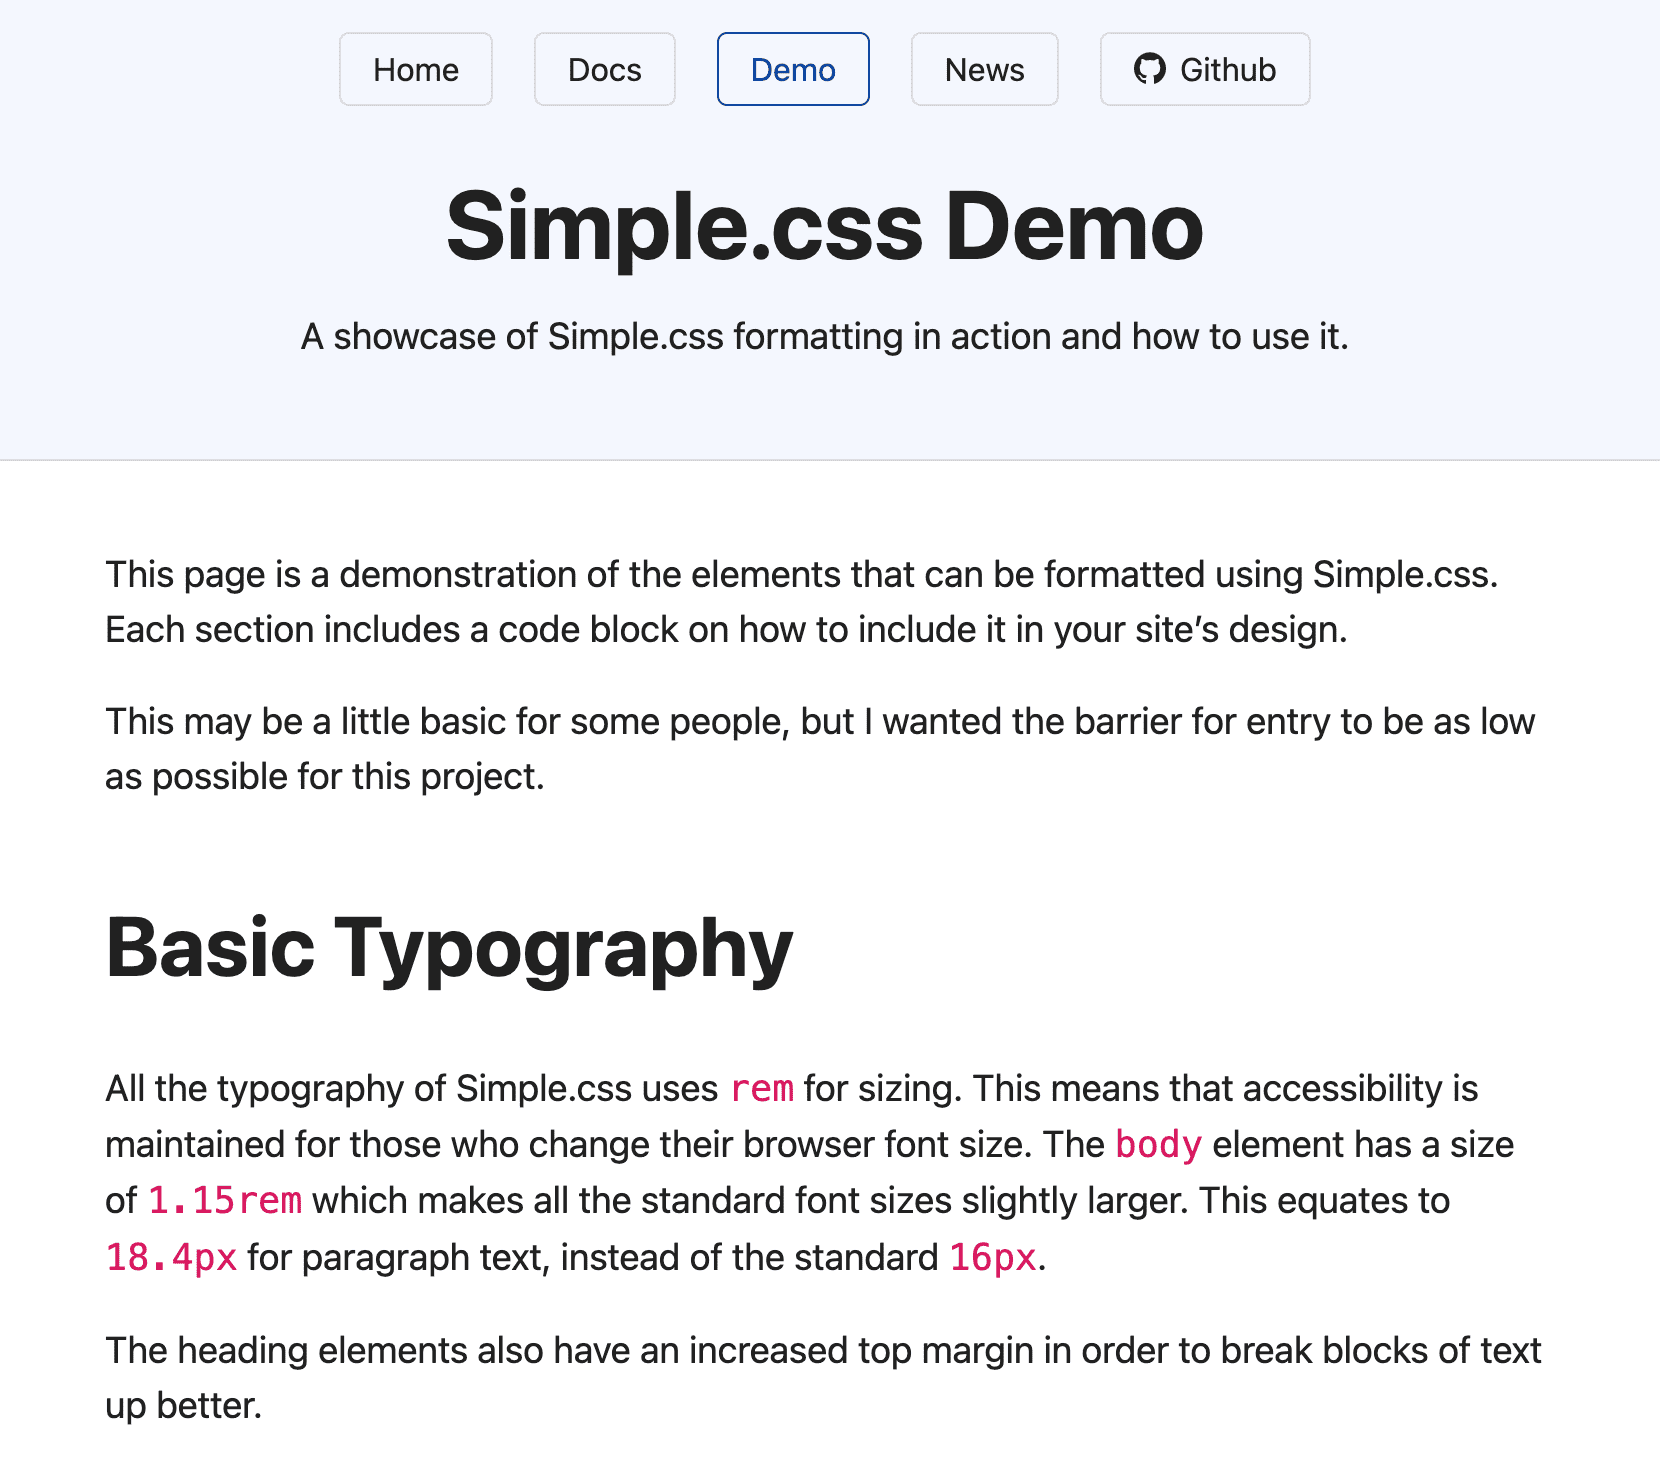 Home Docs Demo News Github
Simple.css Demo
A showcase of Simple.css formatting in action and how to use it.
This page is a demonstration of the elements that can be formatted using Simple.css.
Each section includes a code block on how to include it in your site’s design.
This may be a little basic for some people, but I wanted the barrier for entry to be as low
as possible for this project.
Basic Typography
All the typography of Simple.css uses rem for sizing. This means that accessibility is
maintained for those who change their browser font size. The body element has a size
of 1.15rem which makes all the standard font sizes slightly larger. This equates to
18.4px for paragraph text, instead of the standard 16px.
The heading elements also have an increased top margin in order to break blocks of text
up better.